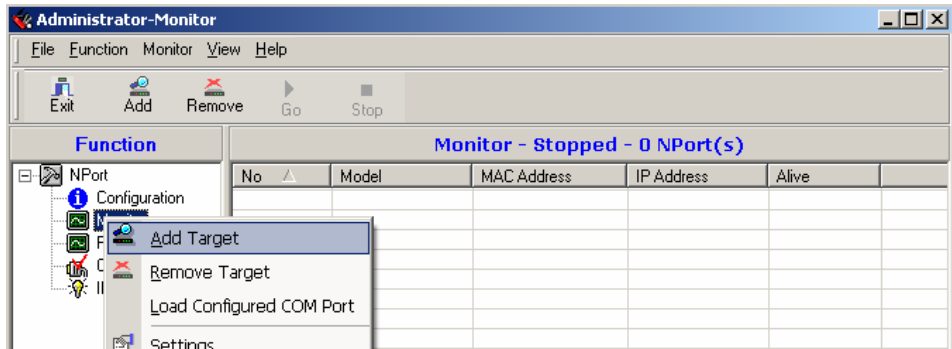 Administrator-Monitor
File Function Monitor View Help
Exit Add Remove Go Stop
Function
Monitor - Stopped - 0 NPort(s)
NPort
No Model MAC Address IP Address Alive
Configuration
Add Target
Remove Target
Load Configured COM Port
Settings